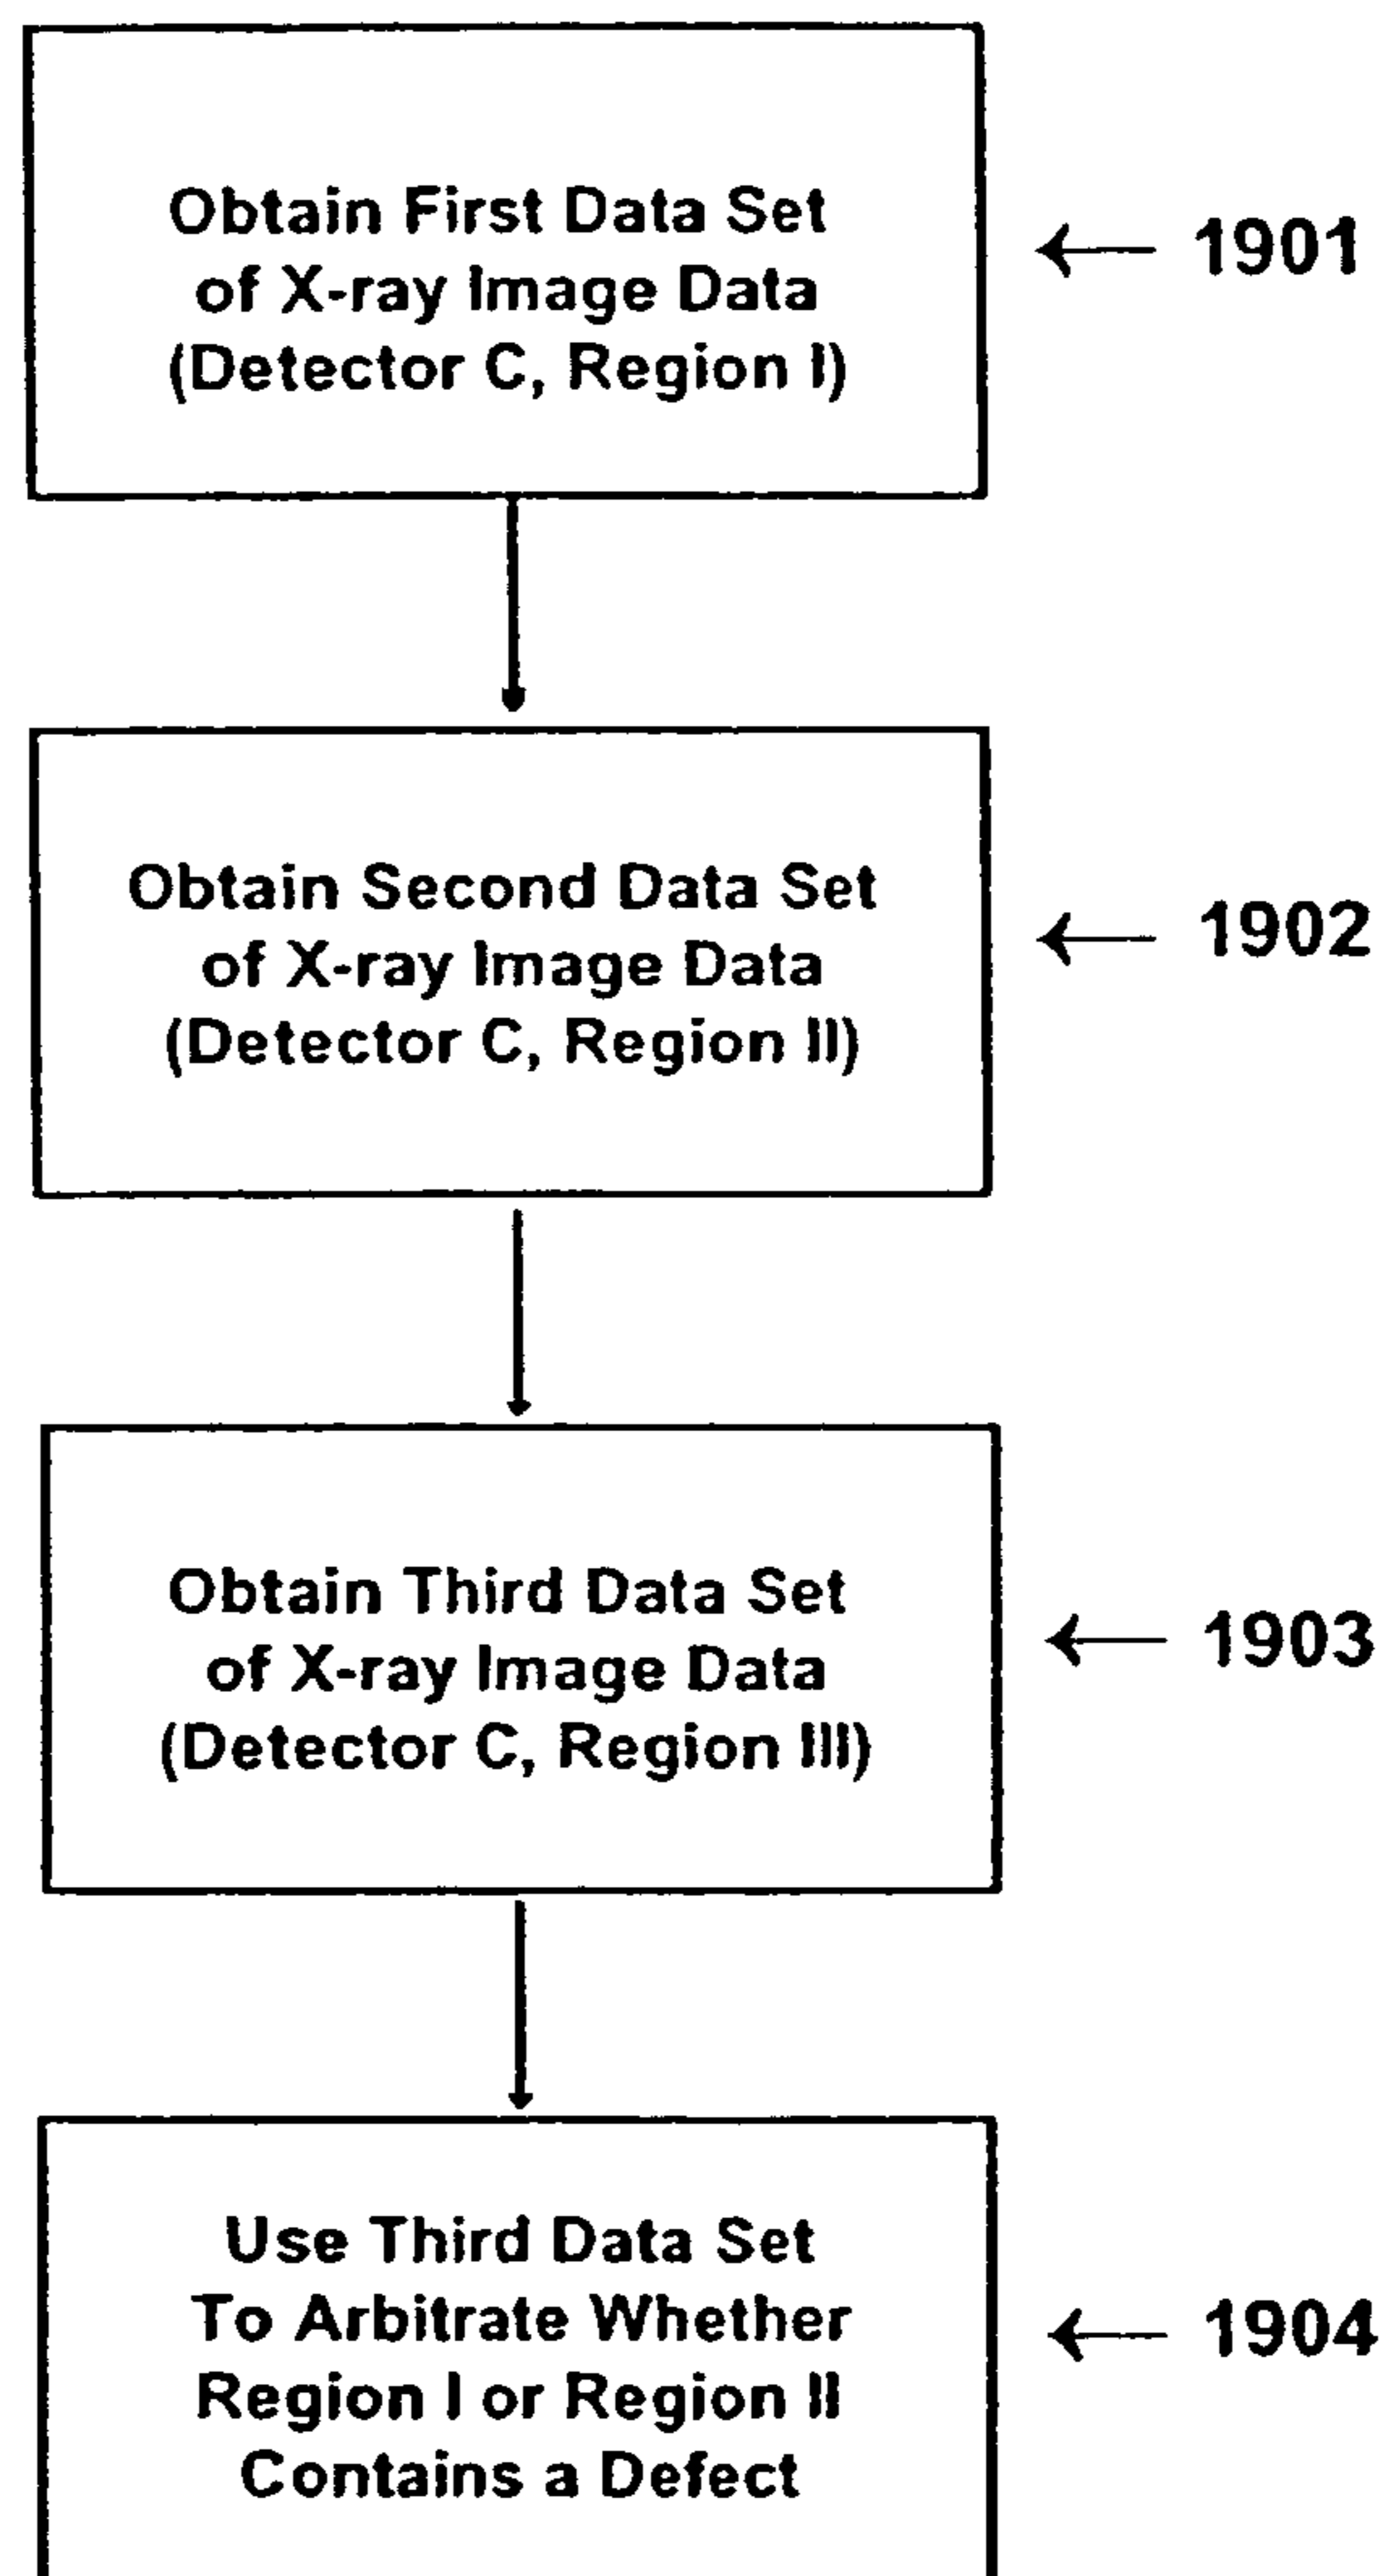 Obtain First Data Set
of X-ray Image Data
(Detector C, Region I)
← 1901
Obtain Second Data Set
of X-ray Image Data
(Detector C, Region II)
← 1902
Obtain Third Data Set
of X-ray Image Data
(Detector C, Region III)
← 1903
Use Third Data Set
To Arbitrate Whether
Region I or Region II
Contains a Defect
← 1904